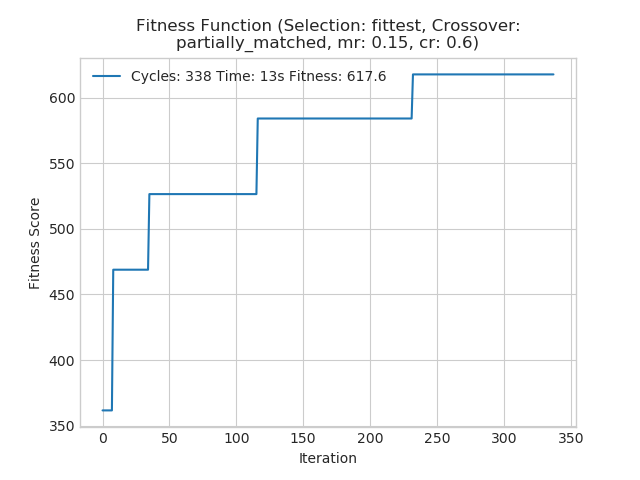 Fitness Function (Selection: fittest, Crossover:
partially_matched, mr: 0.15, cr: 0.6)
Cycles: 338 Time: 13s Fitness: 617.6
Fitness Score
600
550
500
450
400
350
0 50 100 150 200 250 300 350
Iteration